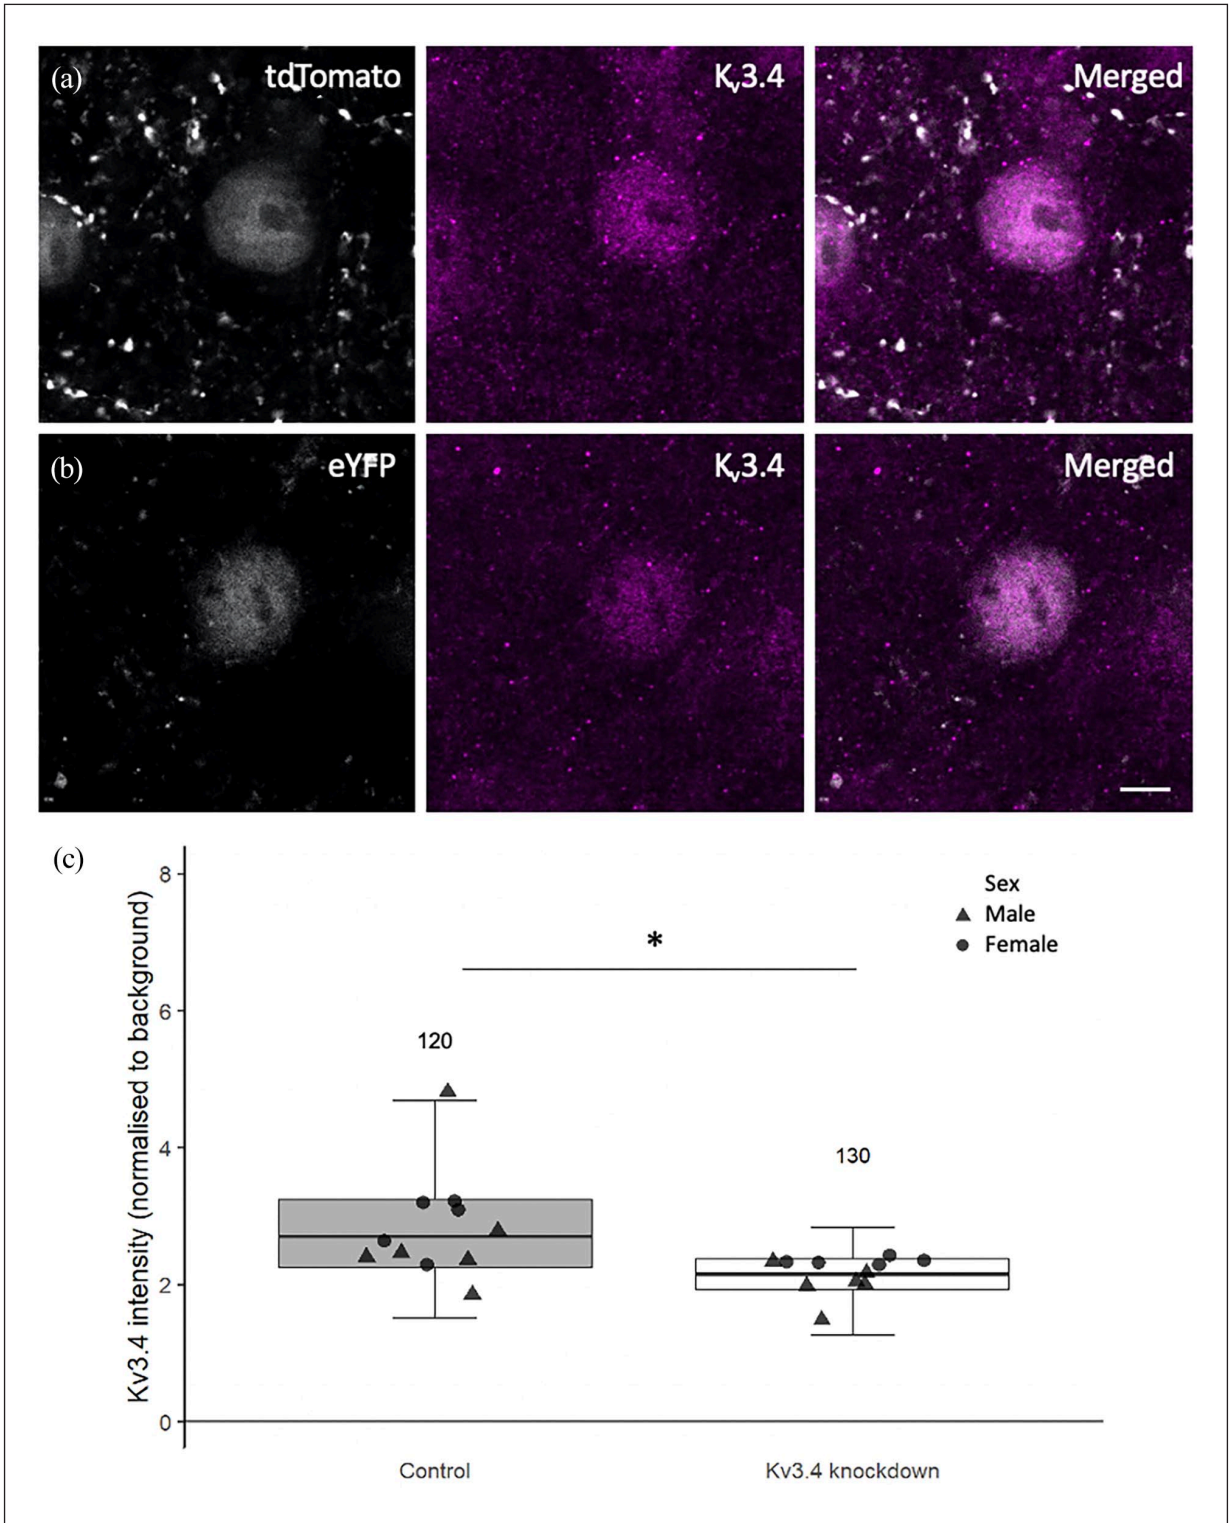 (a) tdTomato Kv3.4 Merged
(b) eYFP Kv3.4 Merged
(c)
Kv3.4 intensity (normalised to background)
8
6
4
2
0
Sex
Male
Female
*
120
130
Control Kv3.4 knockdown